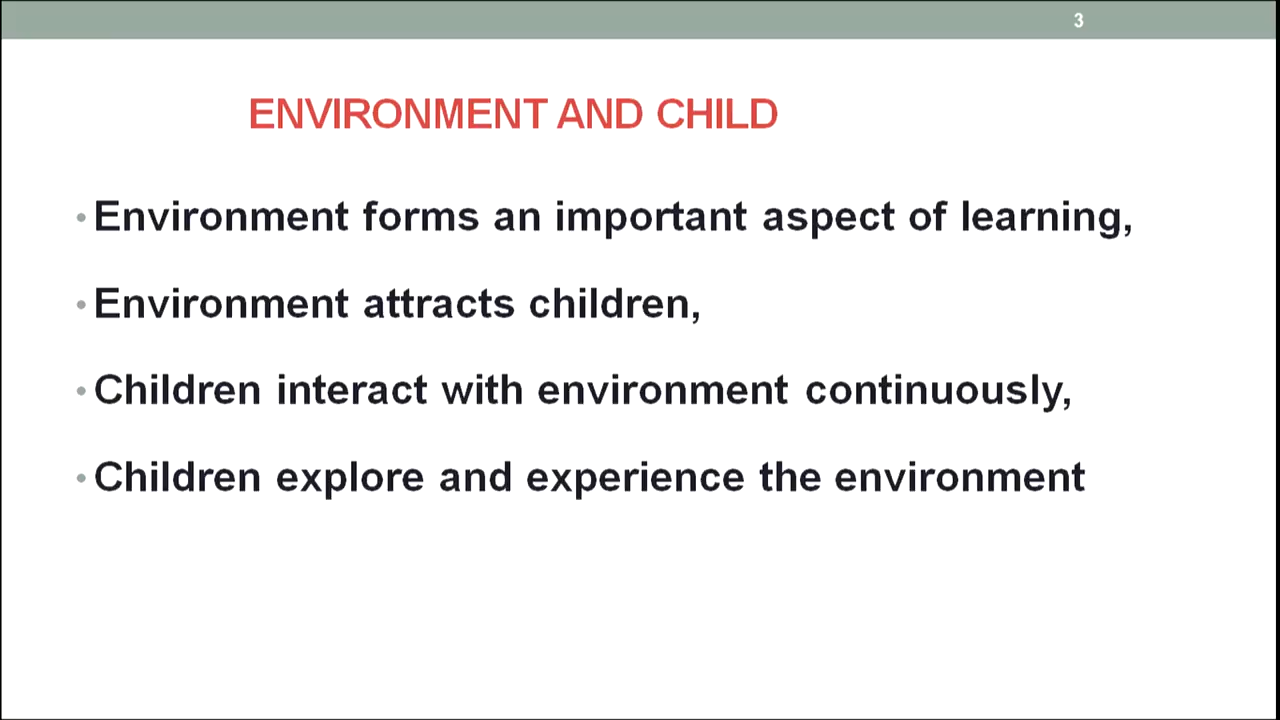 3
ENVIRONMENT AND CHILD
• Environment forms an important aspect of learning,
• Environment attracts children,
• Children interact with environment continuously,
• Children explore and experience the environment